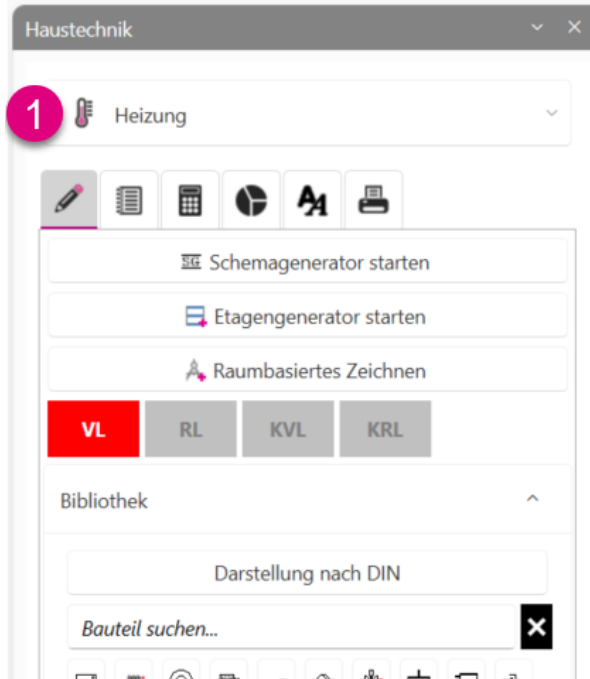 Haustechnik
1
Heizung
SG Schemagenerator starten
Etagengenerator starten
Raumbasiertes Zeichnen
VL RL KVL KRL
Bibliothek
Darstellung nach DIN
Bauteil suchen...